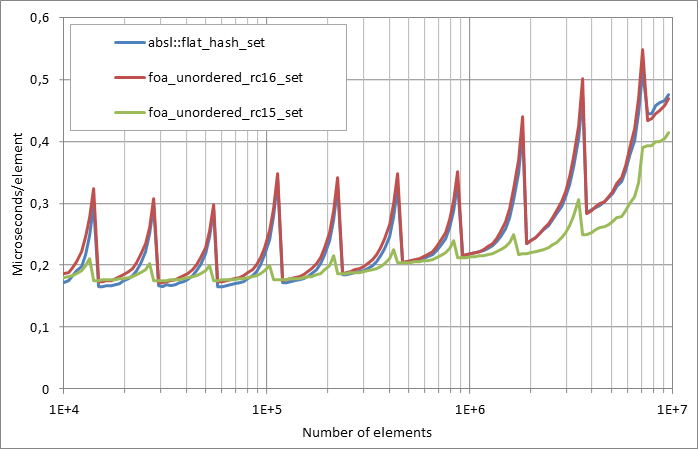 0,6
0,5
0,4
0,3
0,2
0,1
0
Microseconds/element
absl::flat_hash_set
foa_unordered_rc16_set
foa_unordered_rc15_set
1E+4 1E+5 1E+6 1E+7
Number of elements